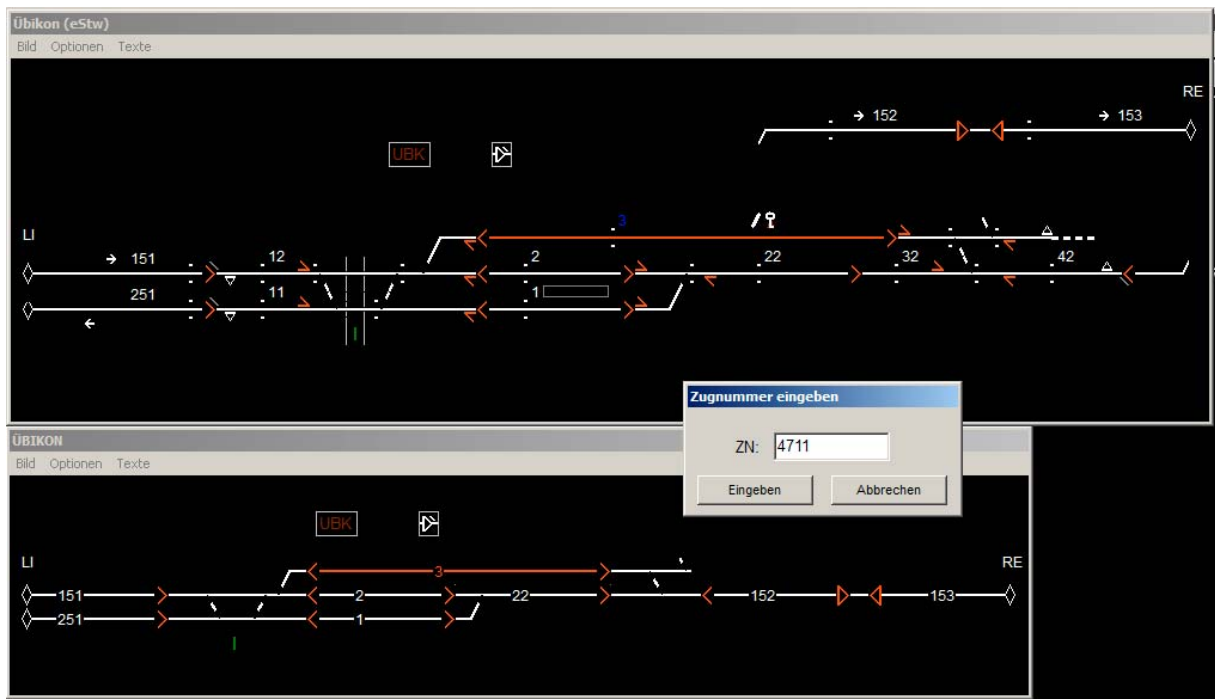 Übikon (eStw)
Bild Optionen Texte
RE
152 153
UBK
3
LI
151 12 2 22 32 42
251 11 1
Zugnummer eingeben
ZN: 4711
Eingeben Abbrechen
ÜBIKON
Bild Optionen Texte
UBK
LI RE
3
151 2 22 152 153
251 1